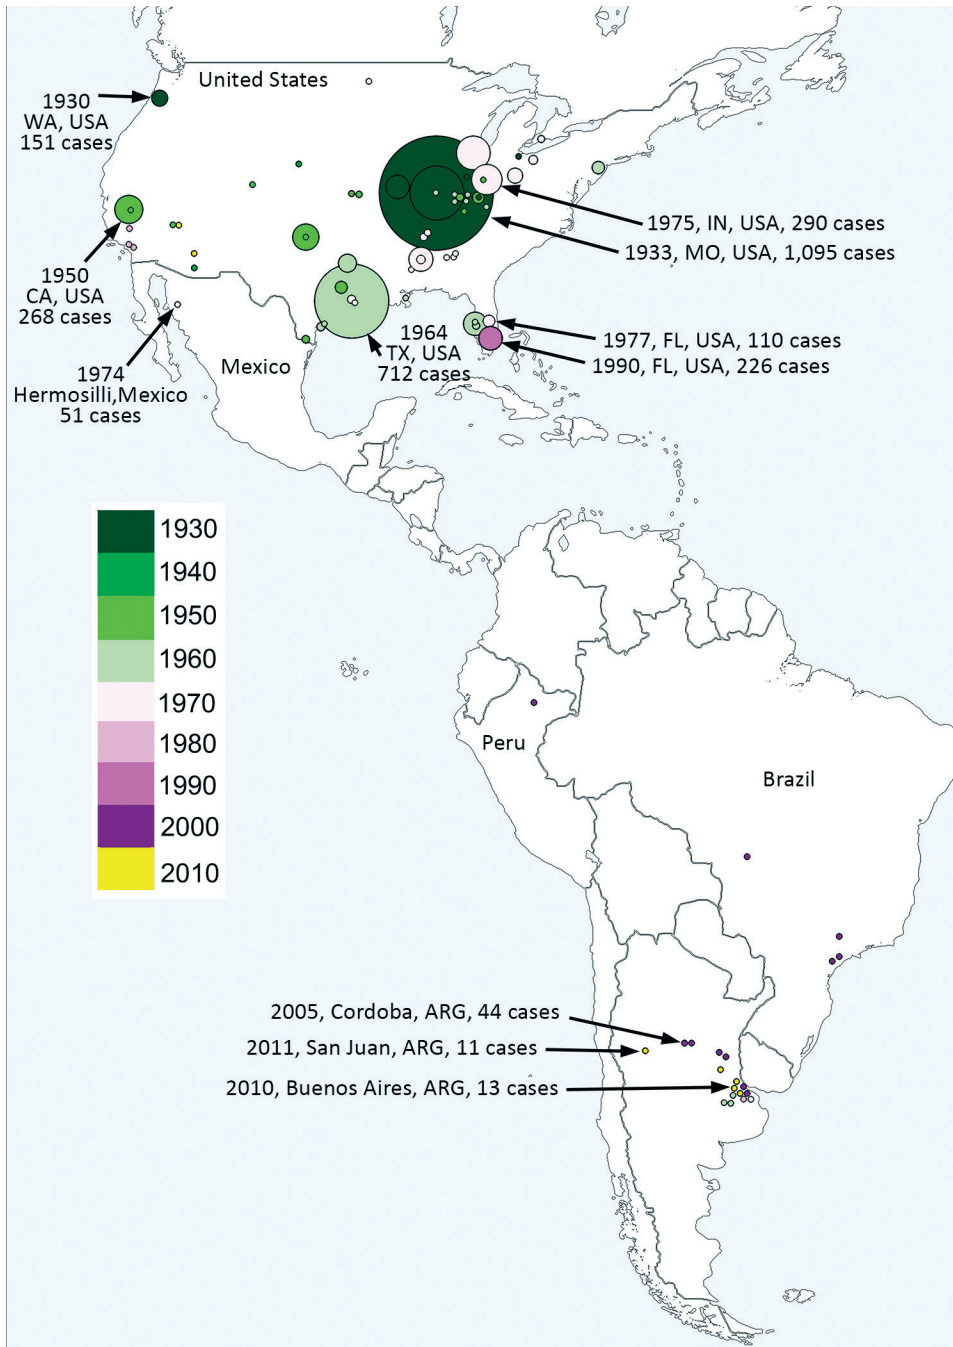 United States
1930
WA, USA
151 cases
1975, IN, USA, 290 cases
1933, MO, USA, 1,095 cases
1950
CA, USA
268 cases
1964
TX, USA
712 cases
1977, FL, USA, 110 cases
1990, FL, USA, 226 cases
Mexico
1974
Hermosilli,Mexico
51 cases
1930
1940
1950
1960
1970
1980
1990
2000
2010
Peru
Brazil
2005, Cordoba, ARG, 44 cases
2011, San Juan, ARG, 11 cases
2010, Buenos Aires, ARG, 13 cases